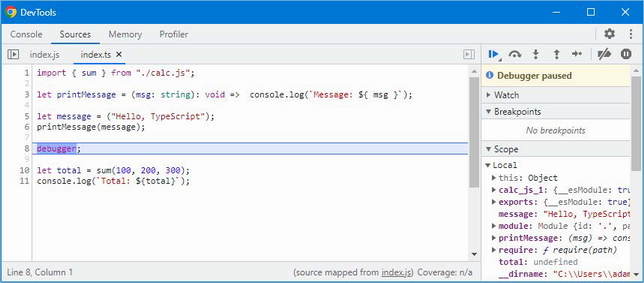 DevTools
Console Sources Memory Profiler
index.js index.ts ×
1 import { sum } from "./calc.js";
2
3 let printMessage = (msg: string): void => console.log(`Message: ${ msg }`);
4
5 let message = ("Hello, TypeScript");
6 printMessage(message);
7
8 debugger;
9
10 let total = sum(100, 200, 300);
11 console.log(`Total: ${total}`);
Line 8, Column 1 (source mapped from index.js) Coverage: n/a
Debugger paused
Watch
Breakpoints
No breakpoints
Scope
Local
this: Object
calc_js_1: {__esModule: tru
exports: {__esModule: true}
message: "Hello, TypeScript
module: Module {id: '.', pa
printMessage: (msg) => cons
require: ƒ require(path)
total: undefined
__dirname: "C:\\Users\\adam